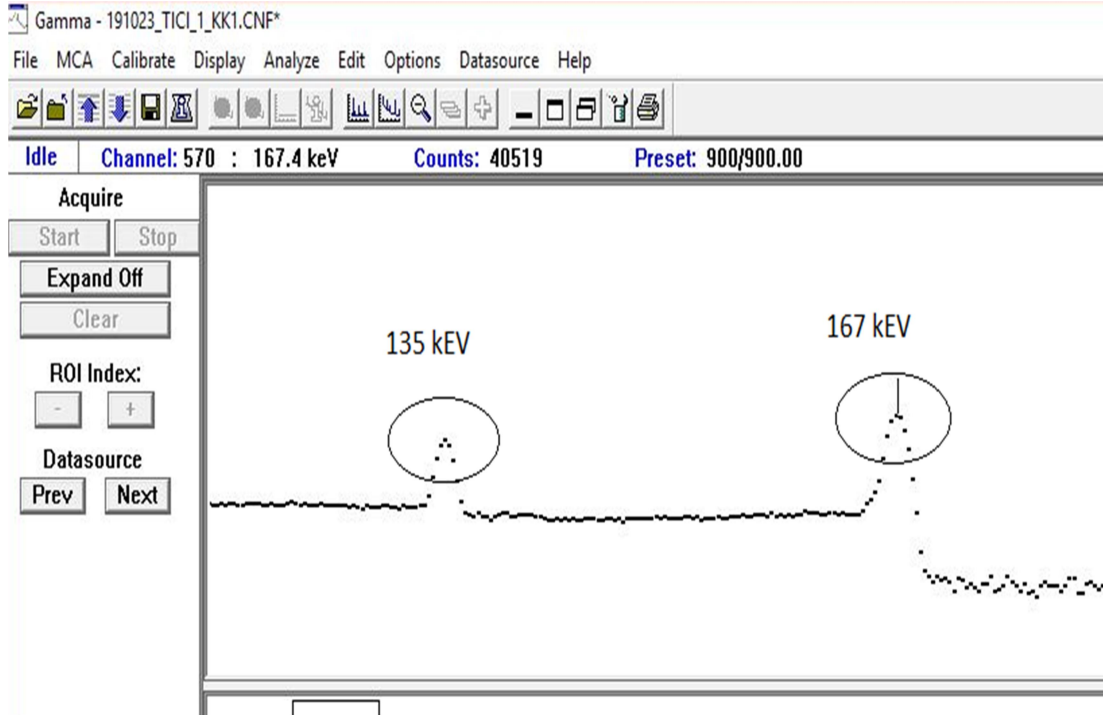 Gamma - 191023_TICI_1_KK1.CNF*
File MCA Calibrate Display Analyze Edit Options Datasource Help
Idle Channel: 570 : 167.4 keV Counts: 40519 Preset: 900/900.00
Acquire
Start Stop
Expand Off
Clear
ROI Index:
- +
Datasource
Prev Next
135 kEV
167 kEV